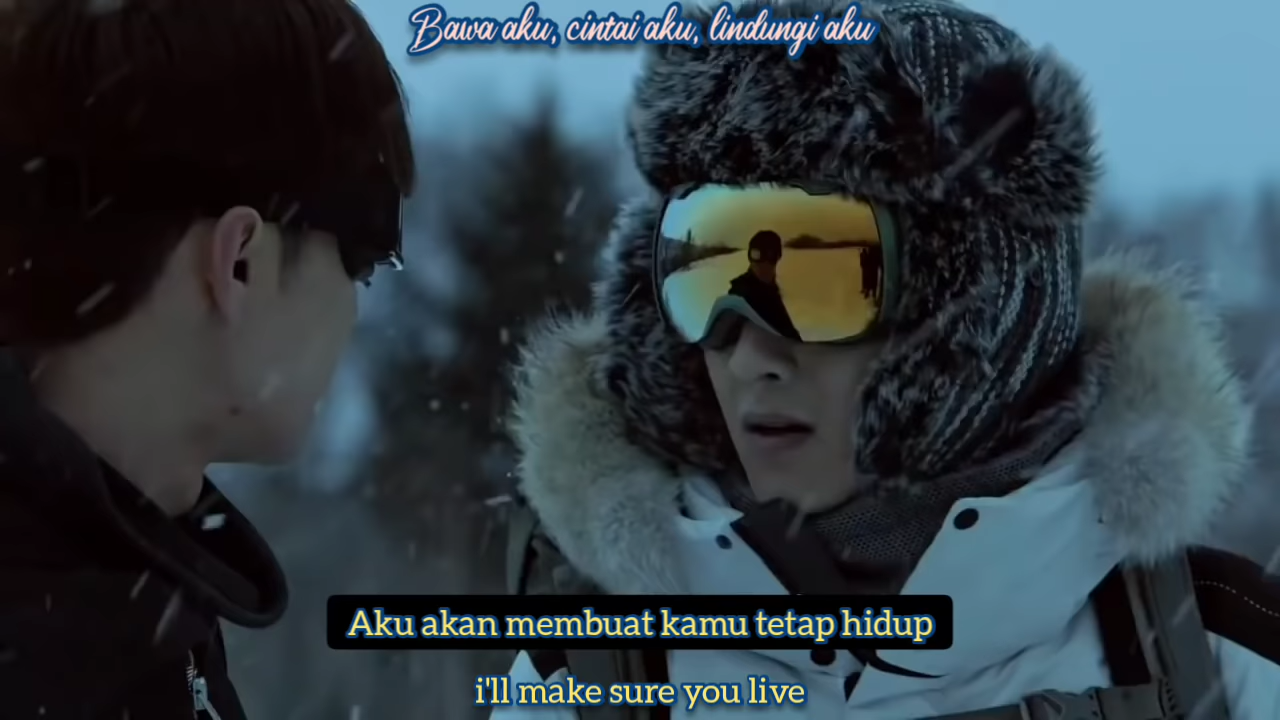 Bawa aku, cintai aku, lindungi aku
Aku akan membuat kamu tetap hidup
i'll make sure you live